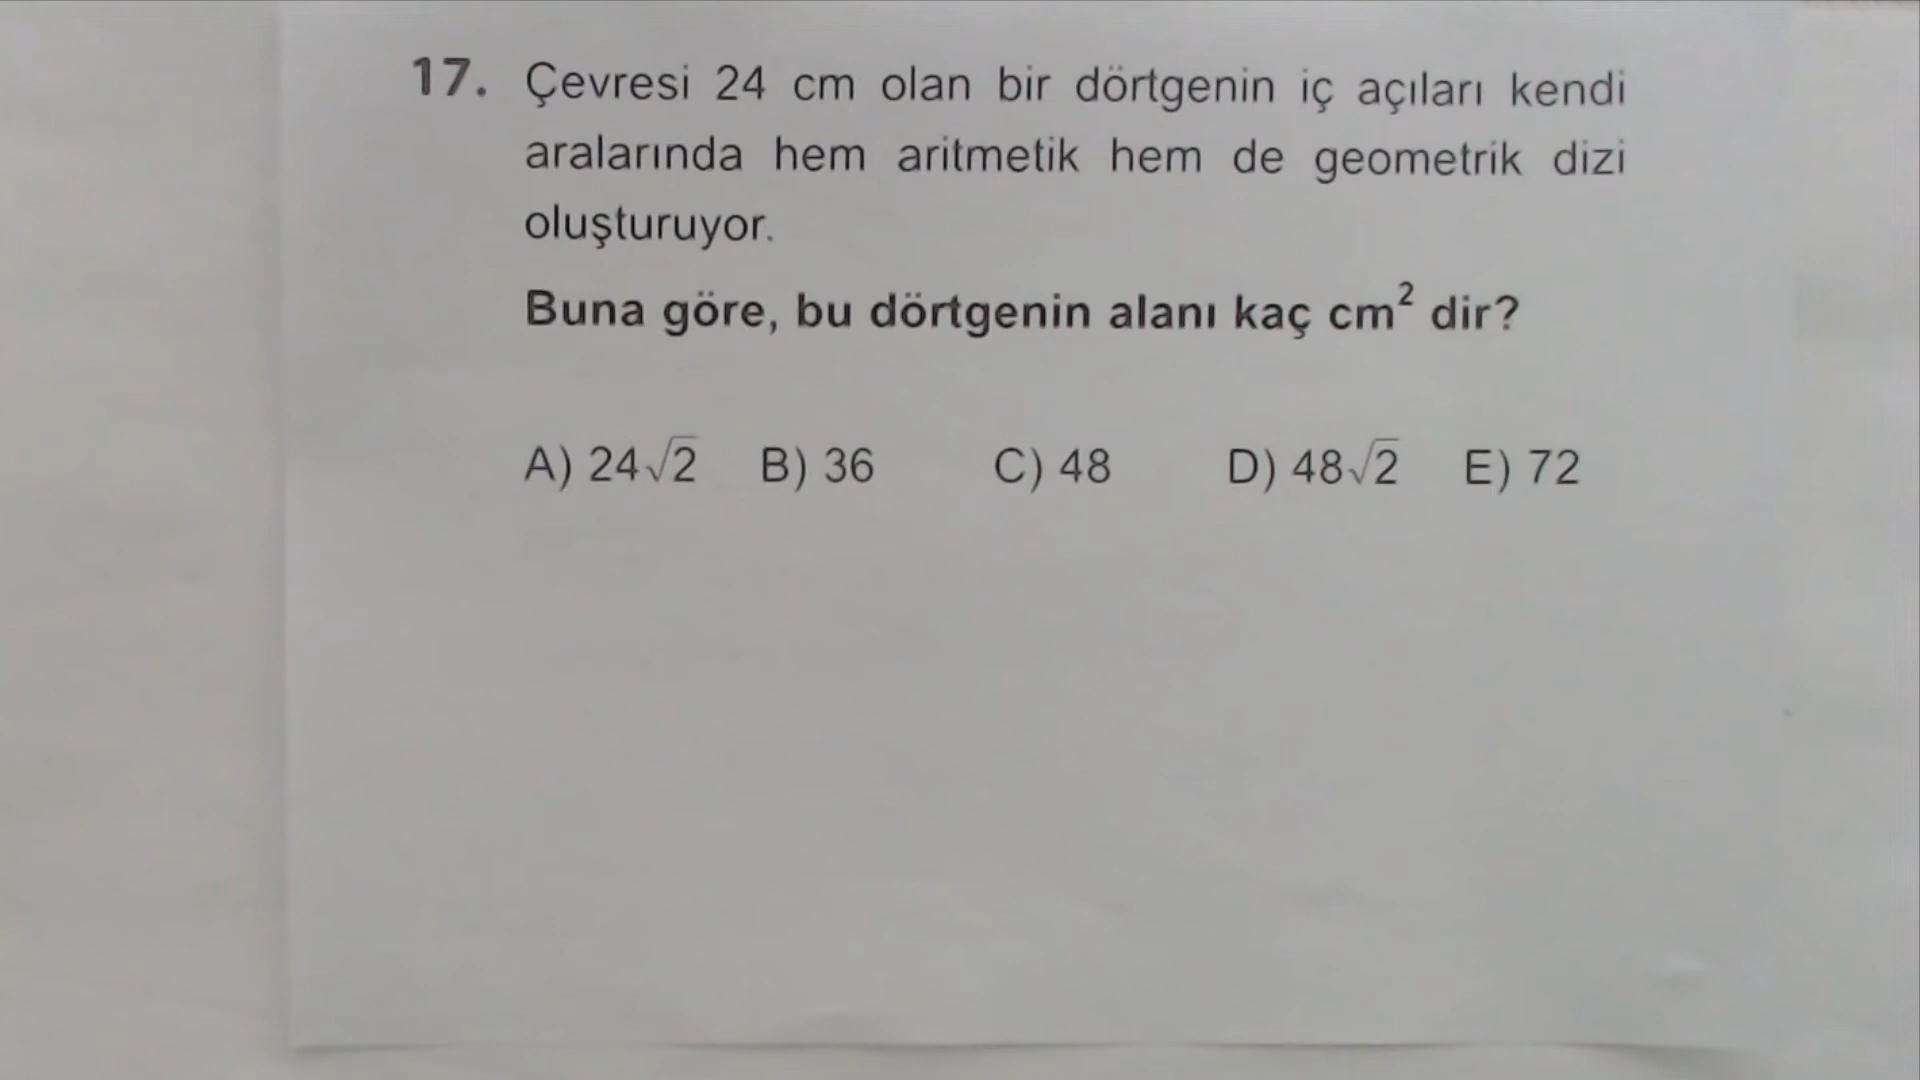 17. Çevresi 24 cm olan bir dörtgenin iç açıları kendi
aralarında hem aritmetik hem de geometrik dizi
oluşturuyor.
Buna göre, bu dörtgenin alanı kaç cm² dir?
A) 24√2 B) 36 C) 48 D) 48√2 E) 72